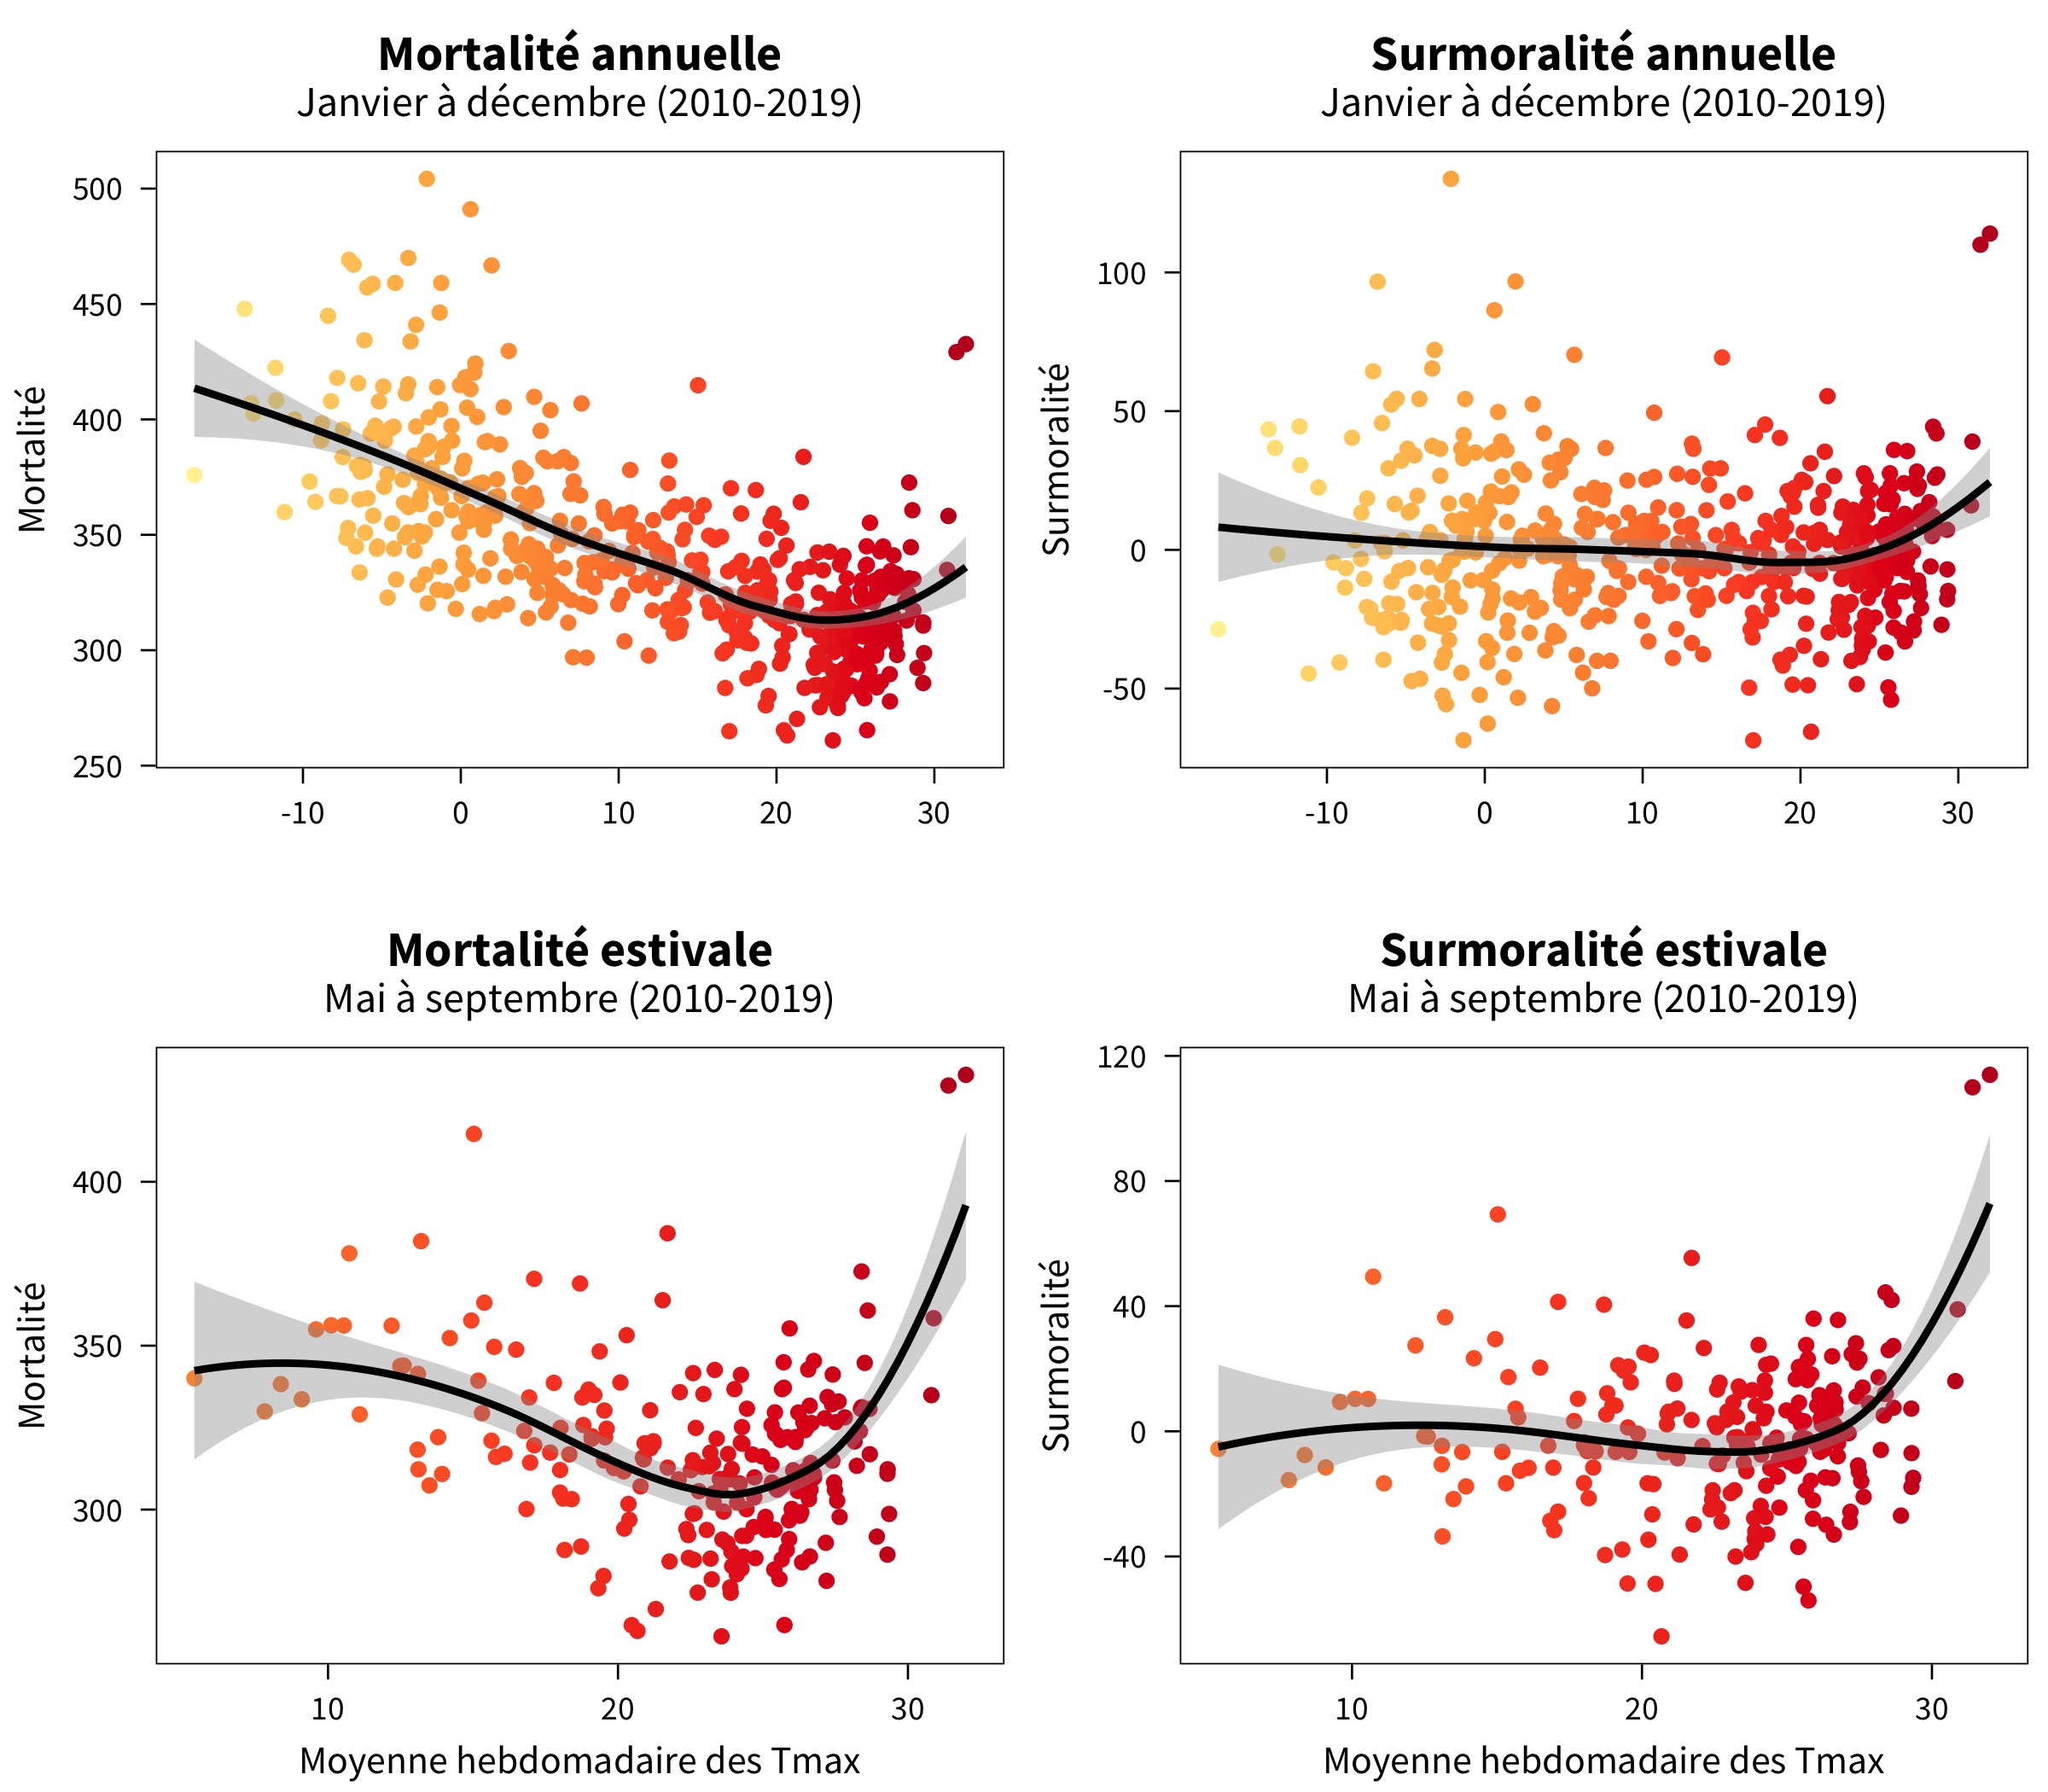 Mortalité annuelle
Janvier à décembre (2010-2019)
Mortalité
500
450
400
350
300
250
-10 0 10 20 30
Surmoralité annuelle
Janvier à décembre (2010-2019)
Surmoralité
100
50
0
-50
-10 0 10 20 30
Mortalité estivale
Mai à septembre (2010-2019)
Mortalité
400
350
300
10 20 30
Moyenne hebdomadaire des Tmax
Surmoralité estivale
Mai à septembre (2010-2019)
Surmoralité
120
80
40
0
-40
10 20 30
Moyenne hebdomadaire des Tmax